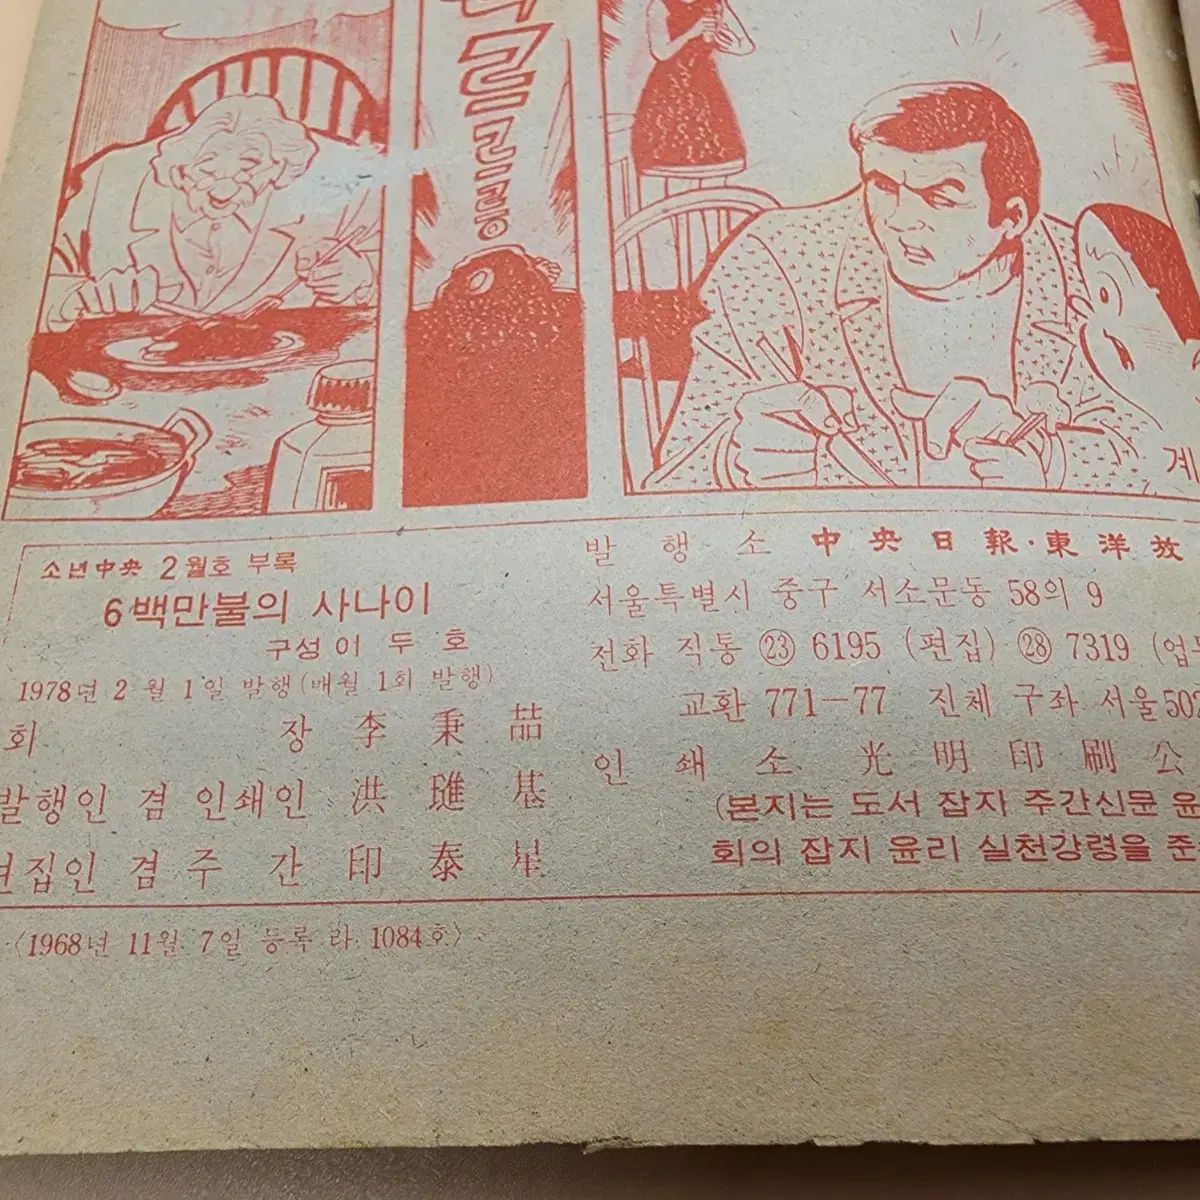 계
소년中央 2월호 부록
6백만불의 사나이
구성 이 두 호
1978년 2월 1일 발행 (매월 1회 발행)
회 장 李 秉 喆
발행인 겸 인쇄인 洪 璡 基
편집인 겸 주 간 印 泰 星
발 행 소 中央日報·東洋放
서울특별시 중구 서소문동 58의 9
전화 직통 ㉓ 6195 (편집) ㉘ 7319 (업
교환 771-77 진체 구좌 서울 50
인 쇄 소 光 明 印 刷 公
(본지는 도서 잡지 주간신문 윤
회의 잡지 윤리 실천강령을 준
〈1968년 11월 7일 등록 라. 1084호〉